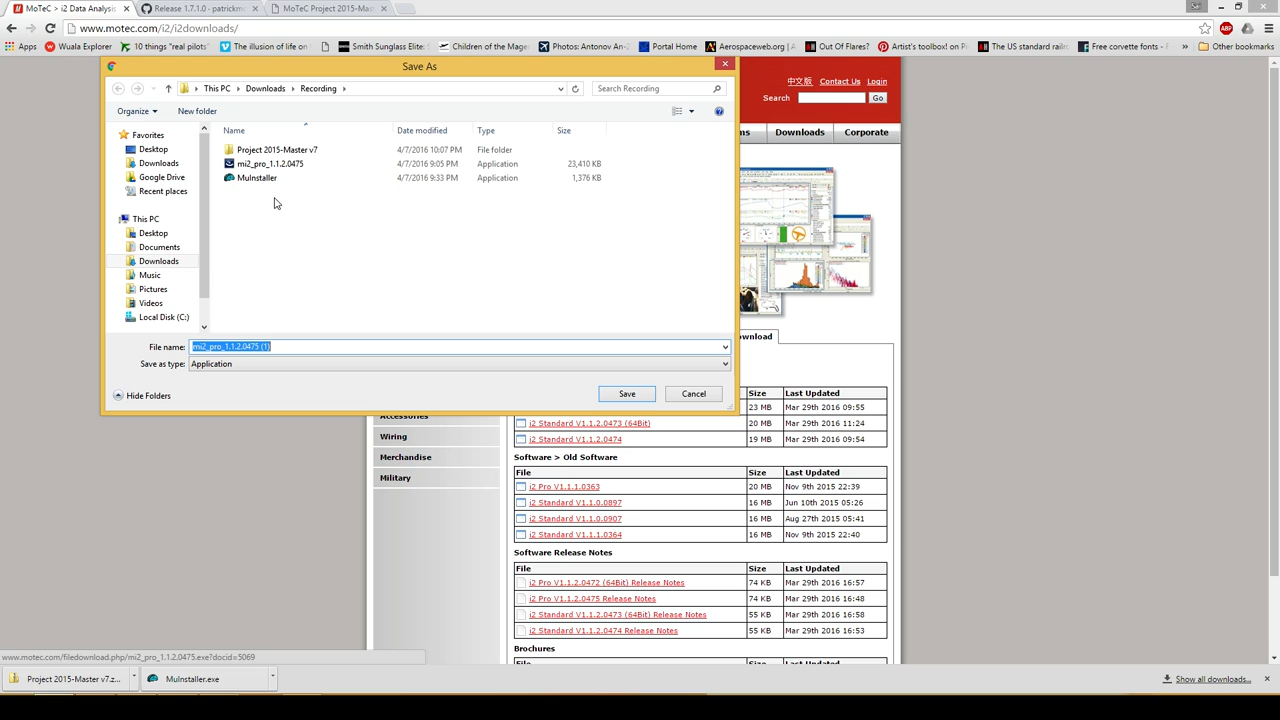 MoTeC > i2 Data Analysis
Release 1.7.1.0 · patrickmo
MoTeC Project 2015-Mast
www.motec.com/i2/i2downloads/
Apps
Wuala Explorer
10 things "real pilots"
The illusion of life on
Smith Sunglass Elite: S
Children of the Mager
Photos: Antonov An-
Portal Home
Aerospaceweb.org |
Out Of Flares?
Artist's toolbox! on p
The US standard railr
Free corvette fonts -
»
Other bookmarks
Save As
This PC
Downloads
Recording
Search Recording
Organize
New folder
Name
Date modified
Type
Size
Favorites
Desktop
Downloads
Google Drive
Recent places
This PC
Desktop
Documents
Downloads
Music
Pictures
Videos
Local Disk (C:)
Project 2015-Master v7
4/7/2016 10:07 PM
File folder
mi2_pro_1.1.2.0475
4/7/2016 9:05 PM
Application
23,410 KB
MuInstaller
4/7/2016 9:33 PM
Application
1,376 KB
File name:
mi2_pro_1.1.2.0475 (1)
Save as type:
Application
Hide Folders
Save
Cancel
中文版
Contact Us
Login
Search
Go
ms
Downloads
Corporate
wnload
Accessories
Wiring
Merchandise
Military
Size
Last Updated
23 MB
Mar 29th 2016 09:55
i2 Standard V1.1.2.0473 (64Bit)
20 MB
Mar 29th 2016 11:24
i2 Standard V1.1.2.0474
19 MB
Mar 29th 2016 09:54
Software > Old Software
File
Size
Last Updated
i2 Pro V1.1.1.0363
20 MB
Nov 9th 2015 22:39
i2 Standard V1.1.0.0897
16 MB
Jun 10th 2015 05:26
i2 Standard V1.1.0.0907
16 MB
Aug 27th 2015 05:41
i2 Standard V1.1.1.0364
16 MB
Nov 9th 2015 22:40
Software Release Notes
File
Size
Last Updated
i2 Pro V1.1.2.0472 (64Bit) Release Notes
74 KB
Mar 29th 2016 16:57
i2 Pro V1.1.2.0475 Release Notes
74 KB
Mar 29th 2016 16:48
i2 Standard V1.1.2.0473 (64Bit) Release Notes
55 KB
Mar 29th 2016 16:58
i2 Standard V1.1.2.0474 Release Notes
55 KB
Mar 29th 2016 16:53
Brochures
File
Size
Last Updated
www.motec.com/filedownload.php/mi2_pro_1.1.2.0475.exe?docid=5069
Project 2015-Master v7.z...
MuInstaller.exe
Show all downloads...